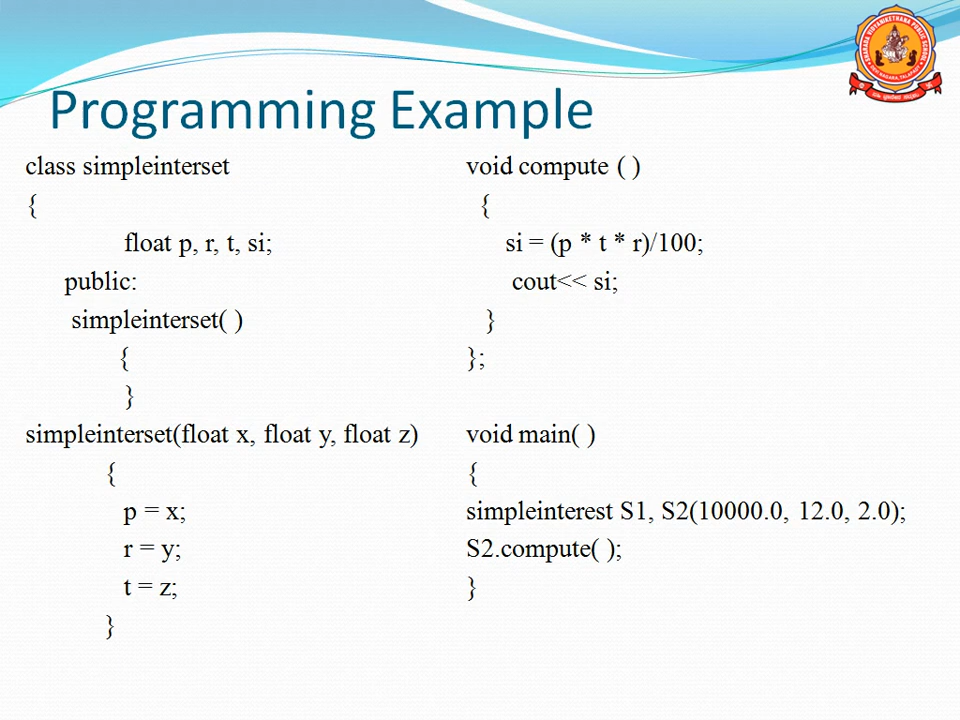 Programming Example
class simpleinterset
{
float p, r, t, si;
public:
simpleinterset( )
{
}
simpleinterset(float x, float y, float z)
{
p = x;
r = y;
t = z;
}
void compute ( )
{
si = (p * t * r)/100;
cout<< si;
}
};
void main( )
{
simpleinterest S1, S2(10000.0, 12.0, 2.0);
S2.compute( );
}